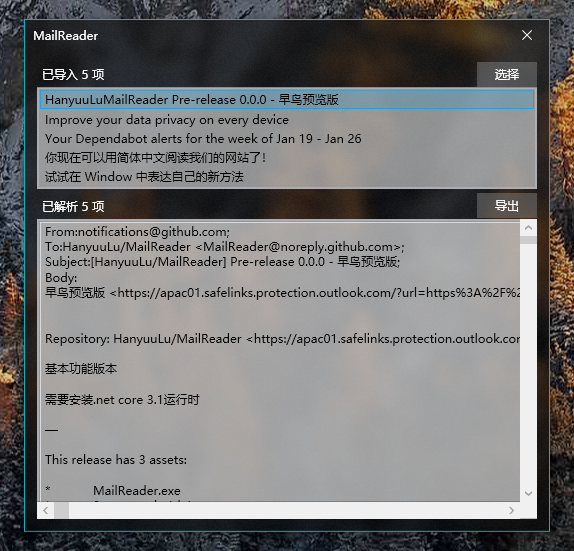 MailReader
已导入 5 项
选择
HanyuuLuMailReader Pre-release 0.0.0 - 早鸟预览版
Improve your data privacy on every device
Your Dependabot alerts for the week of Jan 19 - Jan 26
你现在可以用简体中文阅读我们的网站了!
试试在 Window 中表达自己的新方法
已解析 5 项
导出
From:notifications@github.com;
To:HanyuuLu/MailReader <MailReader@noreply.github.com>;
Subject:[HanyuuLu/MailReader] Pre-release 0.0.0 - 早鸟预览版;
Body:
早鸟预览版 <https://apac01.safelinks.protection.outlook.com/?url=https%3A%2F%2
Repository: HanyuuLu/MailReader <https://apac01.safelinks.protection.outlook.com
基本功能版本
需要安装.net core 3.1运行时
—
This release has 3 assets:
* MailReader.exe